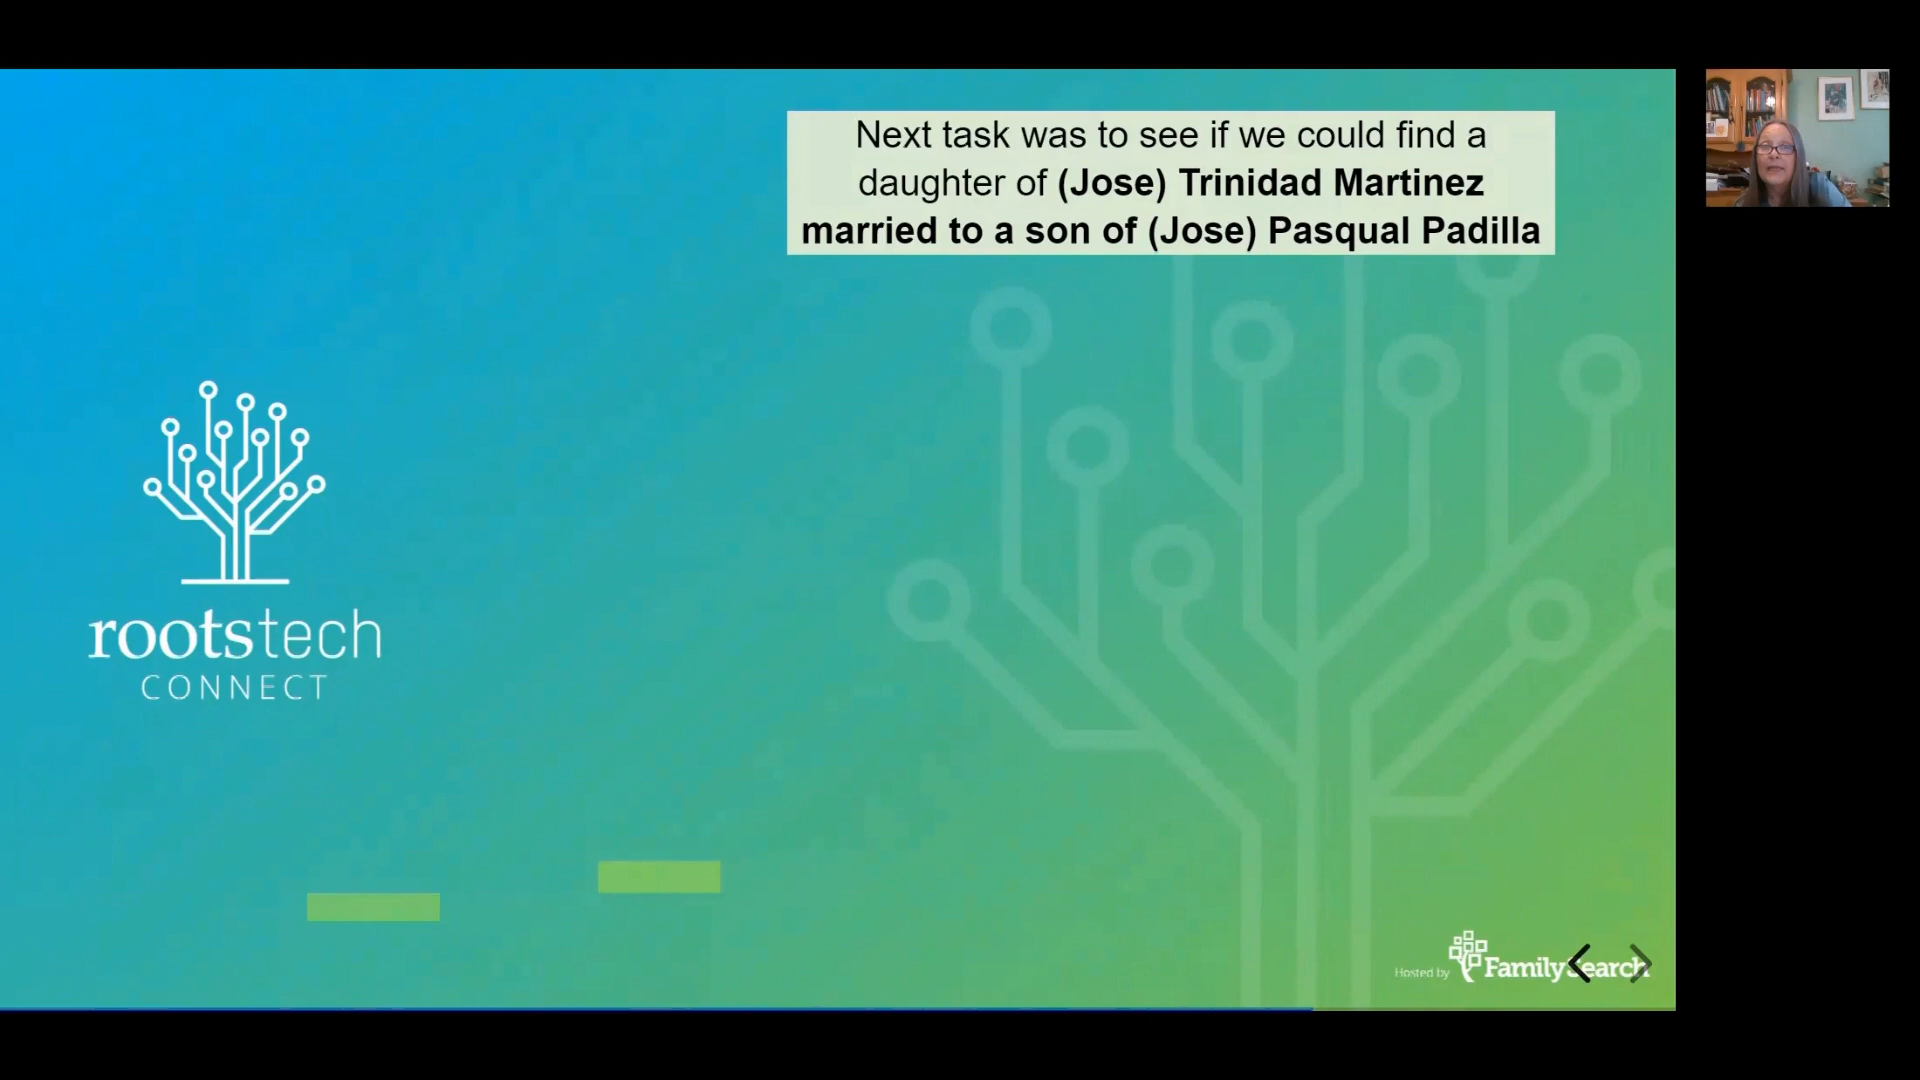 Next task was to see if we could find a
daughter of (Jose) Trinidad Martinez
married to a son of (Jose) Pasqual Padilla
rootstech
CONNECT
Hosted by FamilySearch